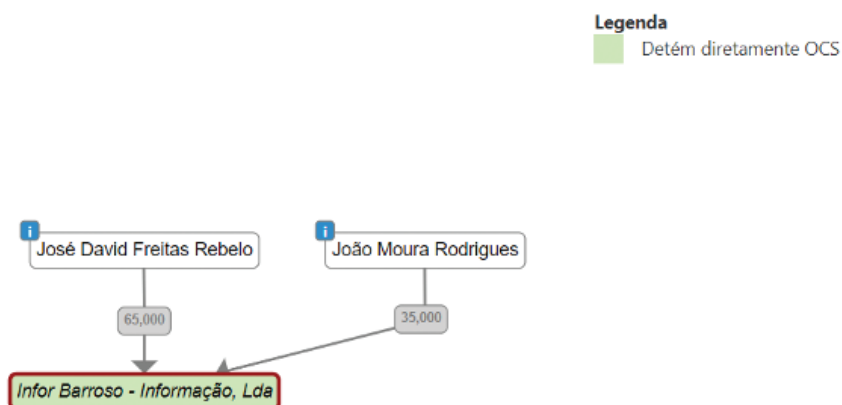 Legenda
Detém diretamente OCS
i
i
José David Freitas Rebelo
João Moura Rodrigues
65,000
35,000
Infor Barroso - Informação, Lda